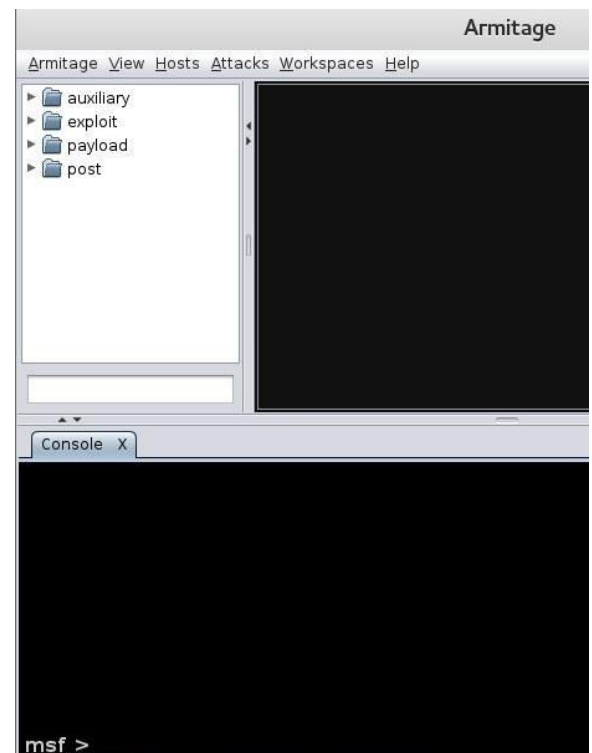 Armitage
Armitage View Hosts Attacks Workspaces Help
auxiliary
exploit
payload
post
Console X
msf >